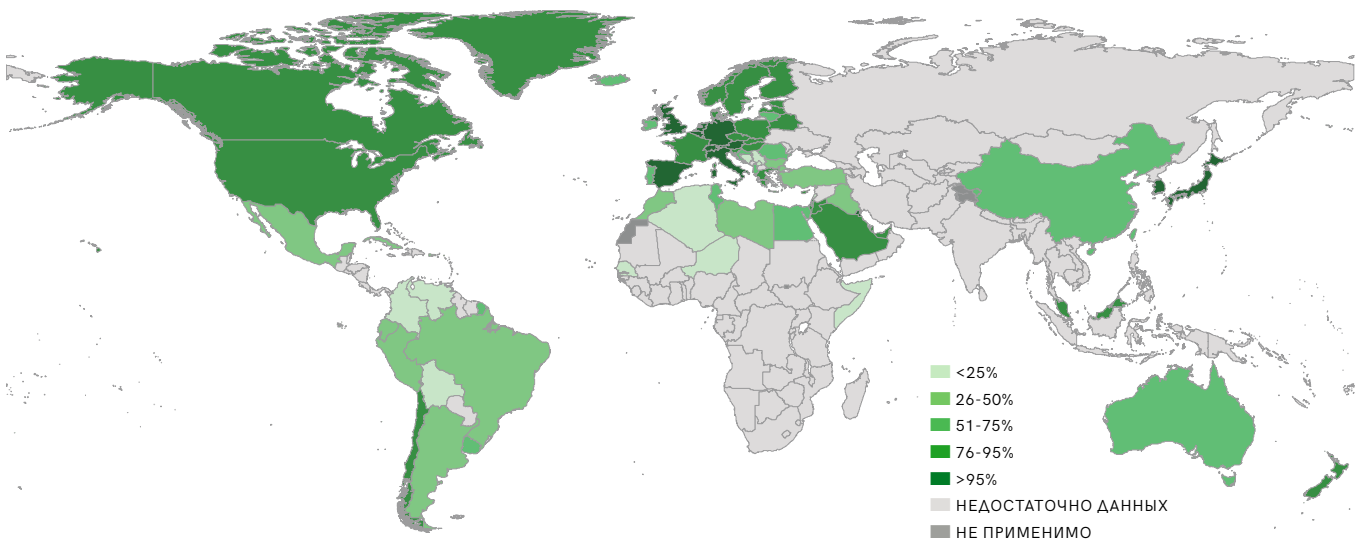 <25%
26-50%
51-75%
76-95%
>95%
НЕДОСТАТОЧНО ДАННЫХ
НЕ ПРИМЕНИМО